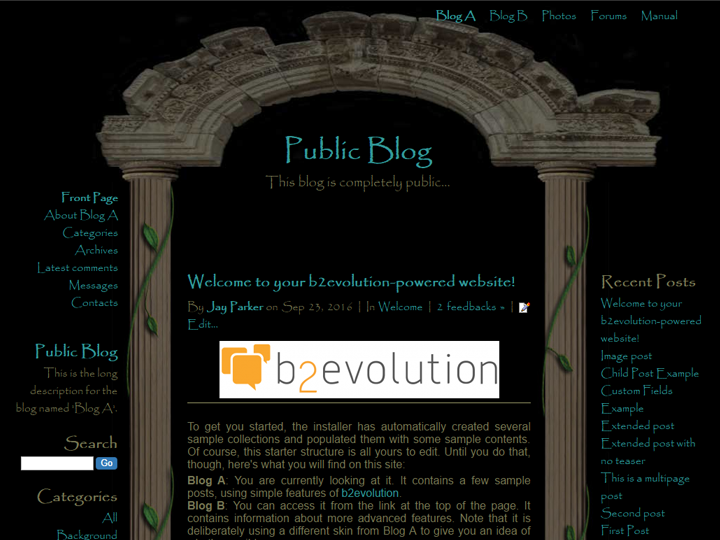 Blog A Blog B Photos Forums Manual
Public Blog
This blog is completely public...
Front Page
About Blog A
Categories
Archives
Latest comments
Messages
Contacts
Public Blog
This is the long
description for the
blog named 'Blog A'.
Search
Go
Categories
All
Background
Welcome to your b2evolution-powered website!
By Jay Parker on Sep 23, 2016 | In Welcome | 2 feedbacks » |
Edit...
b2evolution
To get you started, the installer has automatically created several
sample collections and populated them with some sample contents.
Of course, this starter structure is all yours to edit. Until you do that,
though, here's what you will find on this site:
Blog A: You are currently looking at it. It contains a few sample
posts, using simple features of b2evolution.
Blog B: You can access it from the link at the top of the page. It
contains information about more advanced features. Note that it is
deliberately using a different skin from Blog A to give you an idea of
Recent Posts
Welcome to your
b2evolution-powered
website!
Image post
Child Post Example
Custom Fields
Example
Extended post
Extended post with
no teaser
This is a multipage
post
Second post
First Post